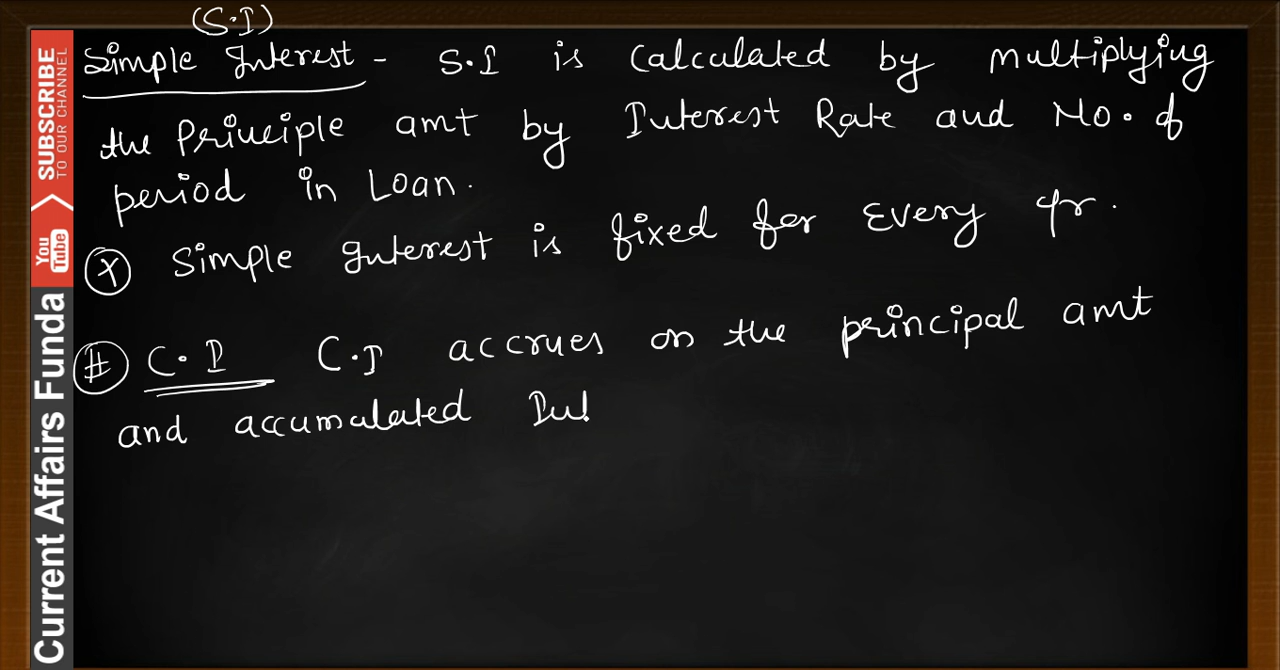 (S.I)
Simple Interest - S.I is calculated by multiplying
the Principle amt by Interest Rate and No. of
period in Loan.
Simple Interest is fixed for Every yr.
# C.I C.I accrues on the principal amt
and accumulated Int
SUBSCRIBE
TO OUR CHANNEL
You
Tube
Current Affairs Funda